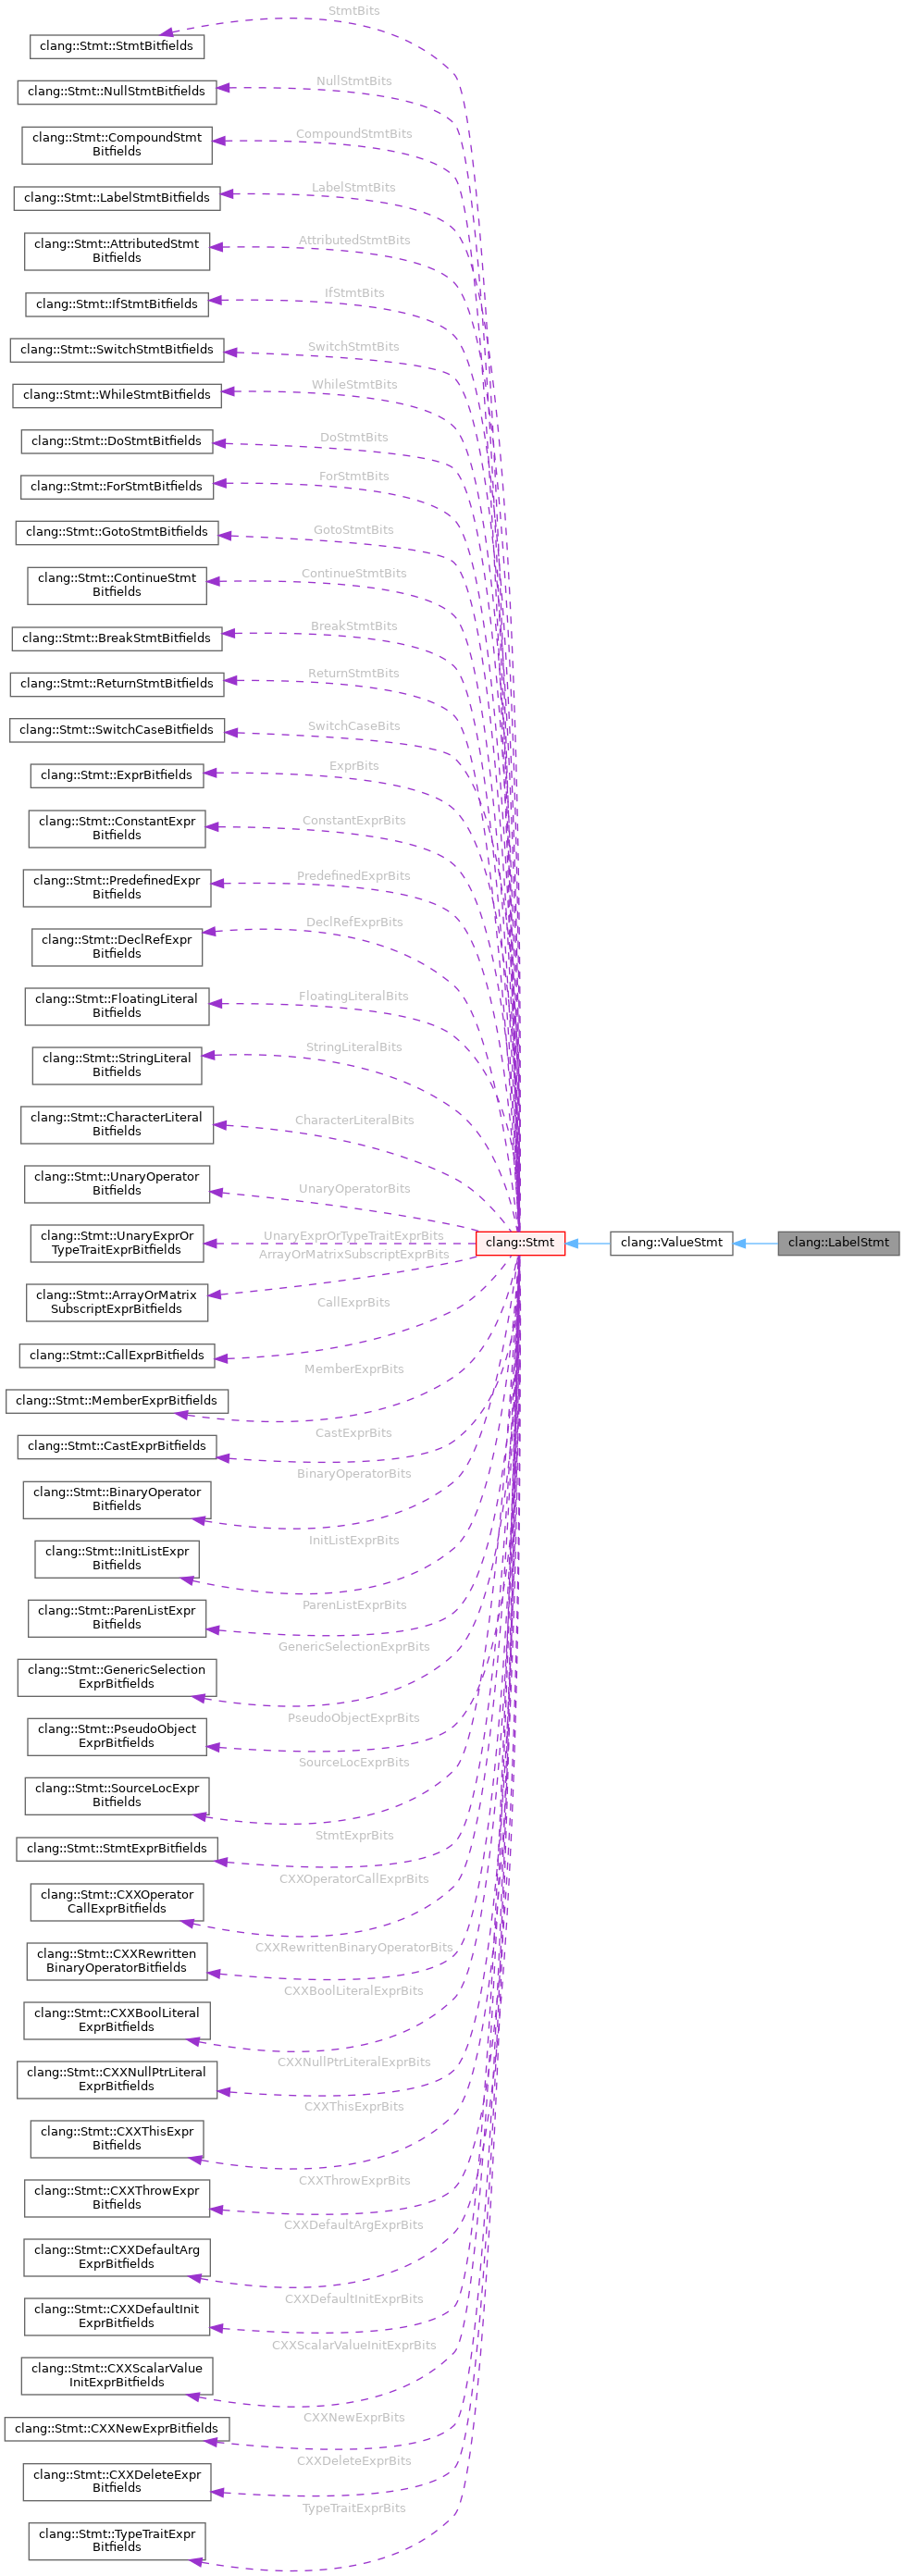 StmtBits
clang::Stmt::StmtBitfields
NullStmtBits
clang::Stmt::NullStmtBitfields
CompoundStmtBits
clang::Stmt::CompoundStmt
Bitfields
LabelStmtBits
clang::Stmt::LabelStmtBitfields
AttributedStmtBits
clang::Stmt::AttributedStmt
Bitfields
IfStmtBits
clang::Stmt::IfStmtBitfields
SwitchStmtBits
clang::Stmt::SwitchStmtBitfields
WhileStmtBits
clang::Stmt::WhileStmtBitfields
DoStmtBits
clang::Stmt::DoStmtBitfields
ForStmtBits
clang::Stmt::ForStmtBitfields
GotoStmtBits
clang::Stmt::GotoStmtBitfields
ContinueStmtBits
clang::Stmt::ContinueStmt
Bitfields
BreakStmtBits
clang::Stmt::BreakStmtBitfields
ReturnStmtBits
clang::Stmt::ReturnStmtBitfields
SwitchCaseBits
clang::Stmt::SwitchCaseBitfields
ExprBits
clang::Stmt::ExprBitfields
ConstantExprBits
clang::Stmt::ConstantExpr
Bitfields
PredefinedExprBits
clang::Stmt::PredefinedExpr
Bitfields
DeclRefExprBits
clang::Stmt::DeclRefExpr
Bitfields
FloatingLiteralBits
clang::Stmt::FloatingLiteral
Bitfields
StringLiteralBits
clang::Stmt::StringLiteral
Bitfields
CharacterLiteralBits
clang::Stmt::CharacterLiteral
Bitfields
UnaryOperatorBits
clang::Stmt::UnaryOperator
Bitfields
UnaryExprOrTypeTraitExprBits
clang::Stmt::UnaryExprOr
TypeTraitExprBitfields
clang::Stmt
clang::ValueStmt
clang::LabelStmt
ArrayOrMatrixSubscriptExprBits
clang::Stmt::ArrayOrMatrix
SubscriptExprBitfields
CallExprBits
clang::Stmt::CallExprBitfields
MemberExprBits
clang::Stmt::MemberExprBitfields
CastExprBits
clang::Stmt::CastExprBitfields
BinaryOperatorBits
clang::Stmt::BinaryOperator
Bitfields
InitListExprBits
clang::Stmt::InitListExpr
Bitfields
ParenListExprBits
clang::Stmt::ParenListExpr
Bitfields
GenericSelectionExprBits
clang::Stmt::GenericSelection
ExprBitfields
PseudoObjectExprBits
clang::Stmt::PseudoObject
ExprBitfields
SourceLocExprBits
clang::Stmt::SourceLocExpr
Bitfields
StmtExprBits
clang::Stmt::StmtExprBitfields
CXXOperatorCallExprBits
clang::Stmt::CXXOperator
CallExprBitfields
CXXRewrittenBinaryOperatorBits
clang::Stmt::CXXRewritten
BinaryOperatorBitfields
CXXBoolLiteralExprBits
clang::Stmt::CXXBoolLiteral
ExprBitfields
CXXNullPtrLiteralExprBits
clang::Stmt::CXXNullPtrLiteral
ExprBitfields
CXXThisExprBits
clang::Stmt::CXXThisExpr
Bitfields
CXXThrowExprBits
clang::Stmt::CXXThrowExpr
Bitfields
CXXDefaultArgExprBits
clang::Stmt::CXXDefaultArg
ExprBitfields
CXXDefaultInitExprBits
clang::Stmt::CXXDefaultInit
ExprBitfields
CXXScalarValueInitExprBits
clang::Stmt::CXXScalarValue
InitExprBitfields
CXXNewExprBits
clang::Stmt::CXXNewExprBitfields
CXXDeleteExprBits
clang::Stmt::CXXDeleteExpr
Bitfields
TypeTraitExprBits
clang::Stmt::TypeTraitExpr
Bitfields